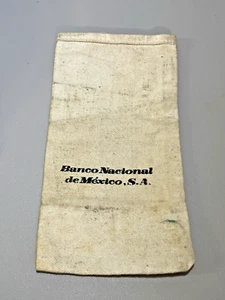 Banco Nacional
de México, S.A.